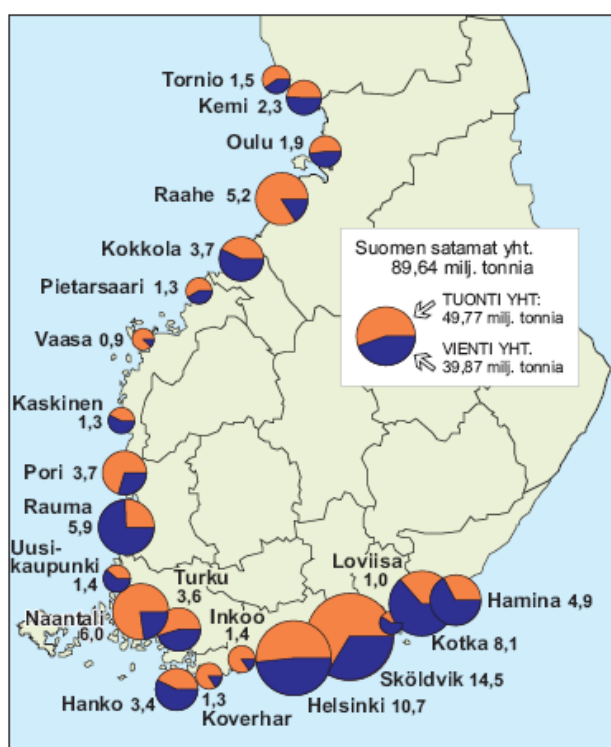 Tornio 1,5
Kemi 2,3
Oulu 1,9
Raahe 5,2
Kokkola 3,7
Suomen satamat yht.
89,64 milj. tonnia
TUONTI YHT:
49,77 milj. tonnia
VIENTI YHT.
39,87 milj. tonnia
Pietarsaari 1,3
Vaasa 0,9
Kaskinen
1,3
Pori 3,7
Rauma
5,9
Uusi-
kaupunki
1,4
Naantali
6,0
Turku
3,6
Inkoo
1,4
Loviisa
1,0
Hamina 4,9
Kotka 8,1
Sköldvik 14,5
Helsinki 10,7
Hanko 3,4
1,3
Koverhar